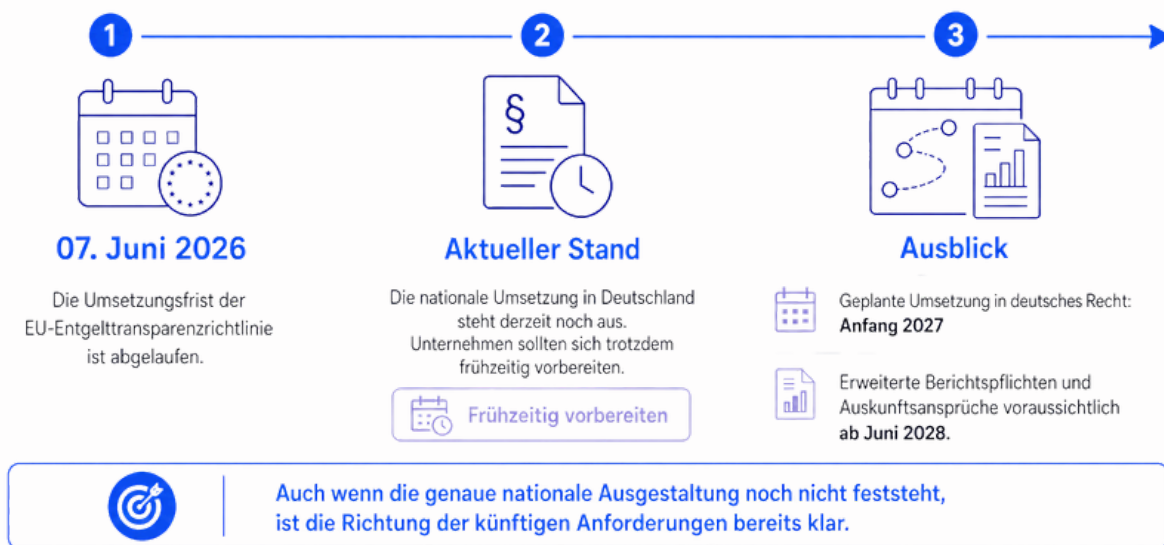 1
2
3
07. Juni 2026
Die Umsetzungsfrist der
EU-Entgelttransparenzrichtlinie
ist abgelaufen.
§
Aktueller Stand
Die nationale Umsetzung in Deutschland
steht derzeit noch aus.
Unternehmen sollten sich trotzdem
frühzeitig vorbereiten.
Frühzeitig vorbereiten
Ausblick
Geplante Umsetzung in deutsches Recht:
Anfang 2027
Erweiterte Berichtspflichten und
Auskunftsansprüche voraussichtlich
ab Juni 2028.
Auch wenn die genaue nationale Ausgestaltung noch nicht feststeht,
ist die Richtung der künftigen Anforderungen bereits klar.